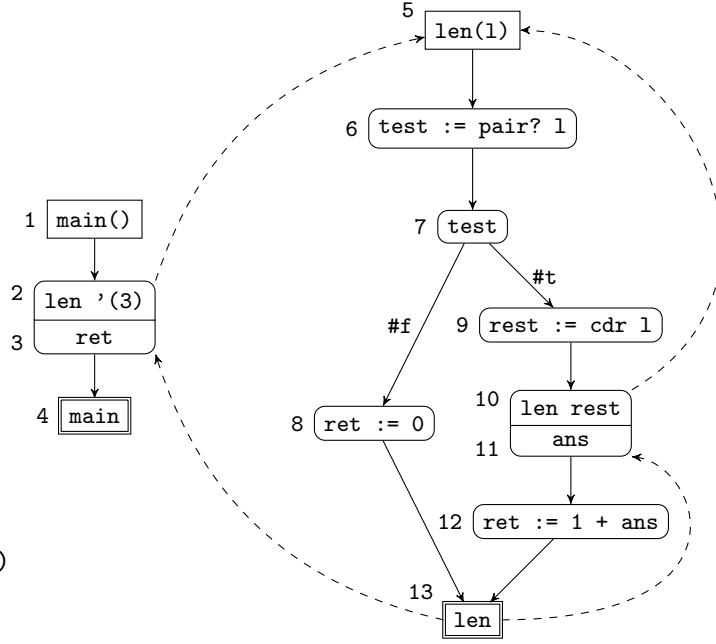 5
len(l)
6
test := pair? l
7
test
1
main()
#t
#f
2
len '(3)
9
rest := cdr l
3
ret
10
len rest
4
main
8
ret := 0
11
ans
12
ret := 1 + ans
)
13
len